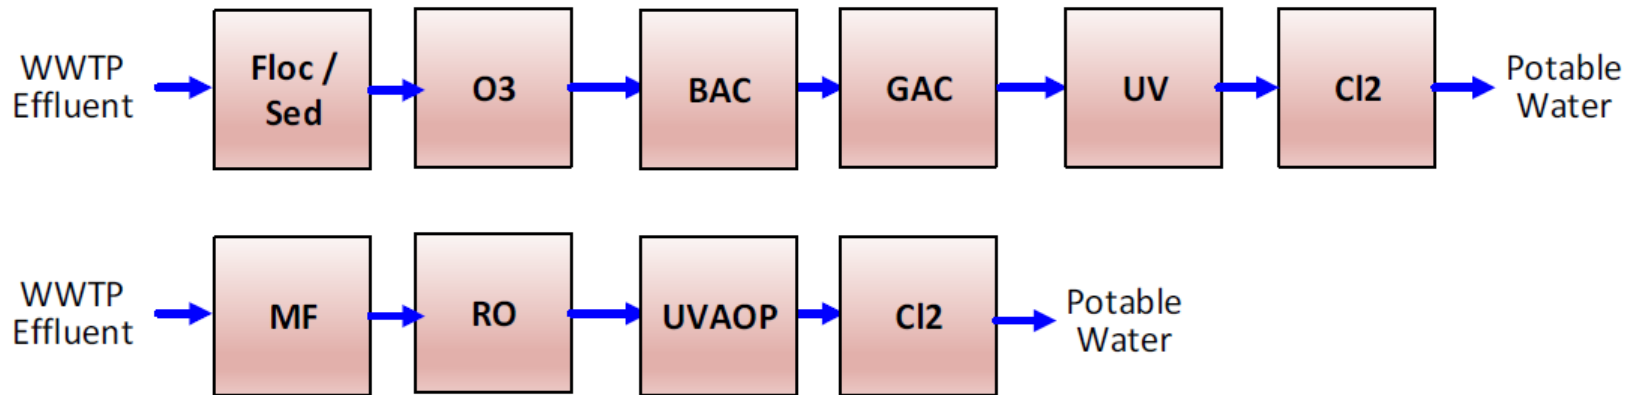 WWTP
Effluent
Floc /
Sed
O3
BAC
GAC
UV
Cl2
Potable
Water
WWTP
Effluent
MF
RO
UVAOP
Cl2
Potable
Water